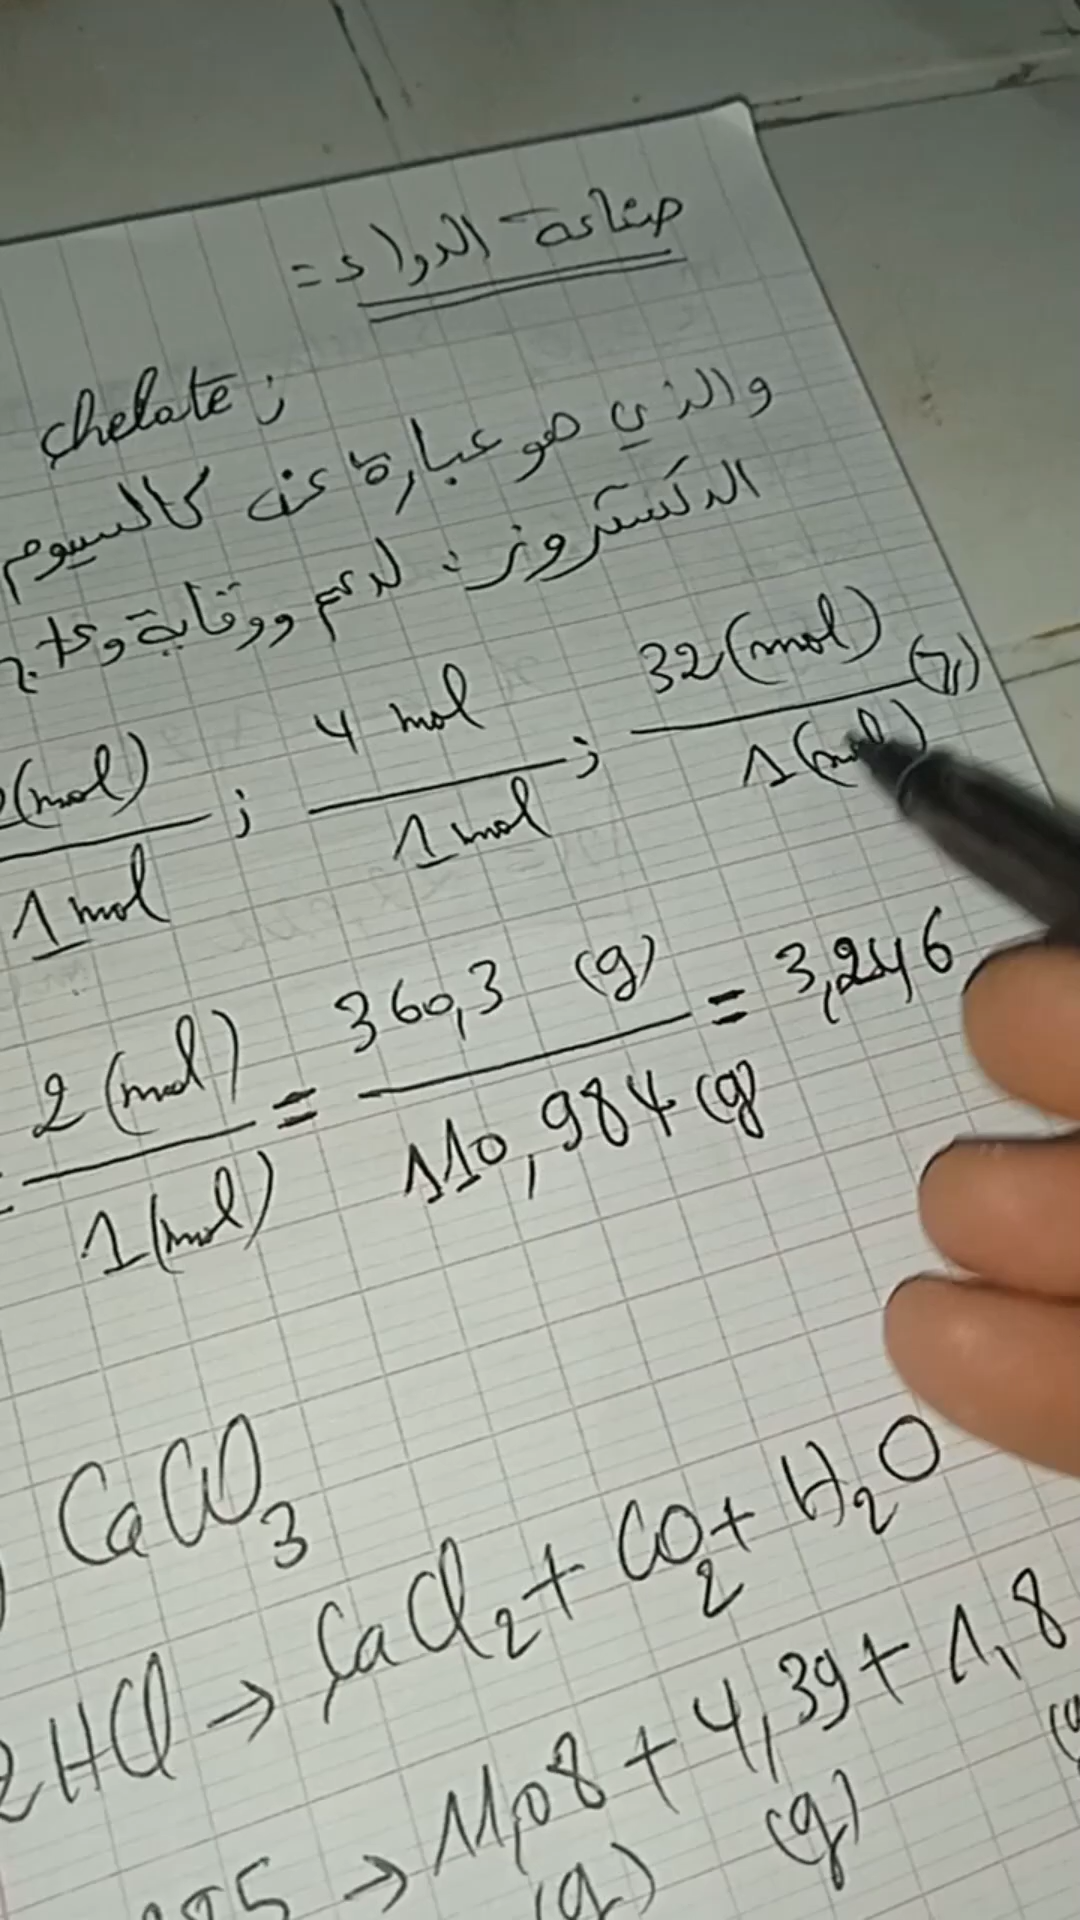 صناعة الدواء =
chelate ;
والذي هو عبارة عن كالسيوم
الدكستروز : لدعم ووقاية وعلاج
(mol) / 1 mol ; 4 mol / 1 mol ; 32 (mol) / 1 (mol)
2 (mol) / 1 (mol) = 360,3 (g) / 110,984 (g) = 3,246
CaCO3
2HCl → CaCl2 + CO2 + H2O
→ 11,08 + 4,39 + 1,8
(g) (g)